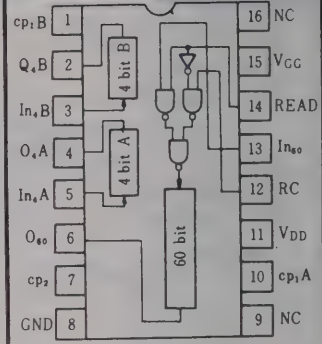 cp₁B 1
Q₄B 2
In₄B 3
O₄A 4
In₄A 5
O₆₀ 6
cp₂ 7
GND 8
4 bit B
4 bit A
60 bit
16 NC
15 V_GG
14 READ
13 In₆₀
12 RC
11 V_DD
10 cp₁A
9 NC